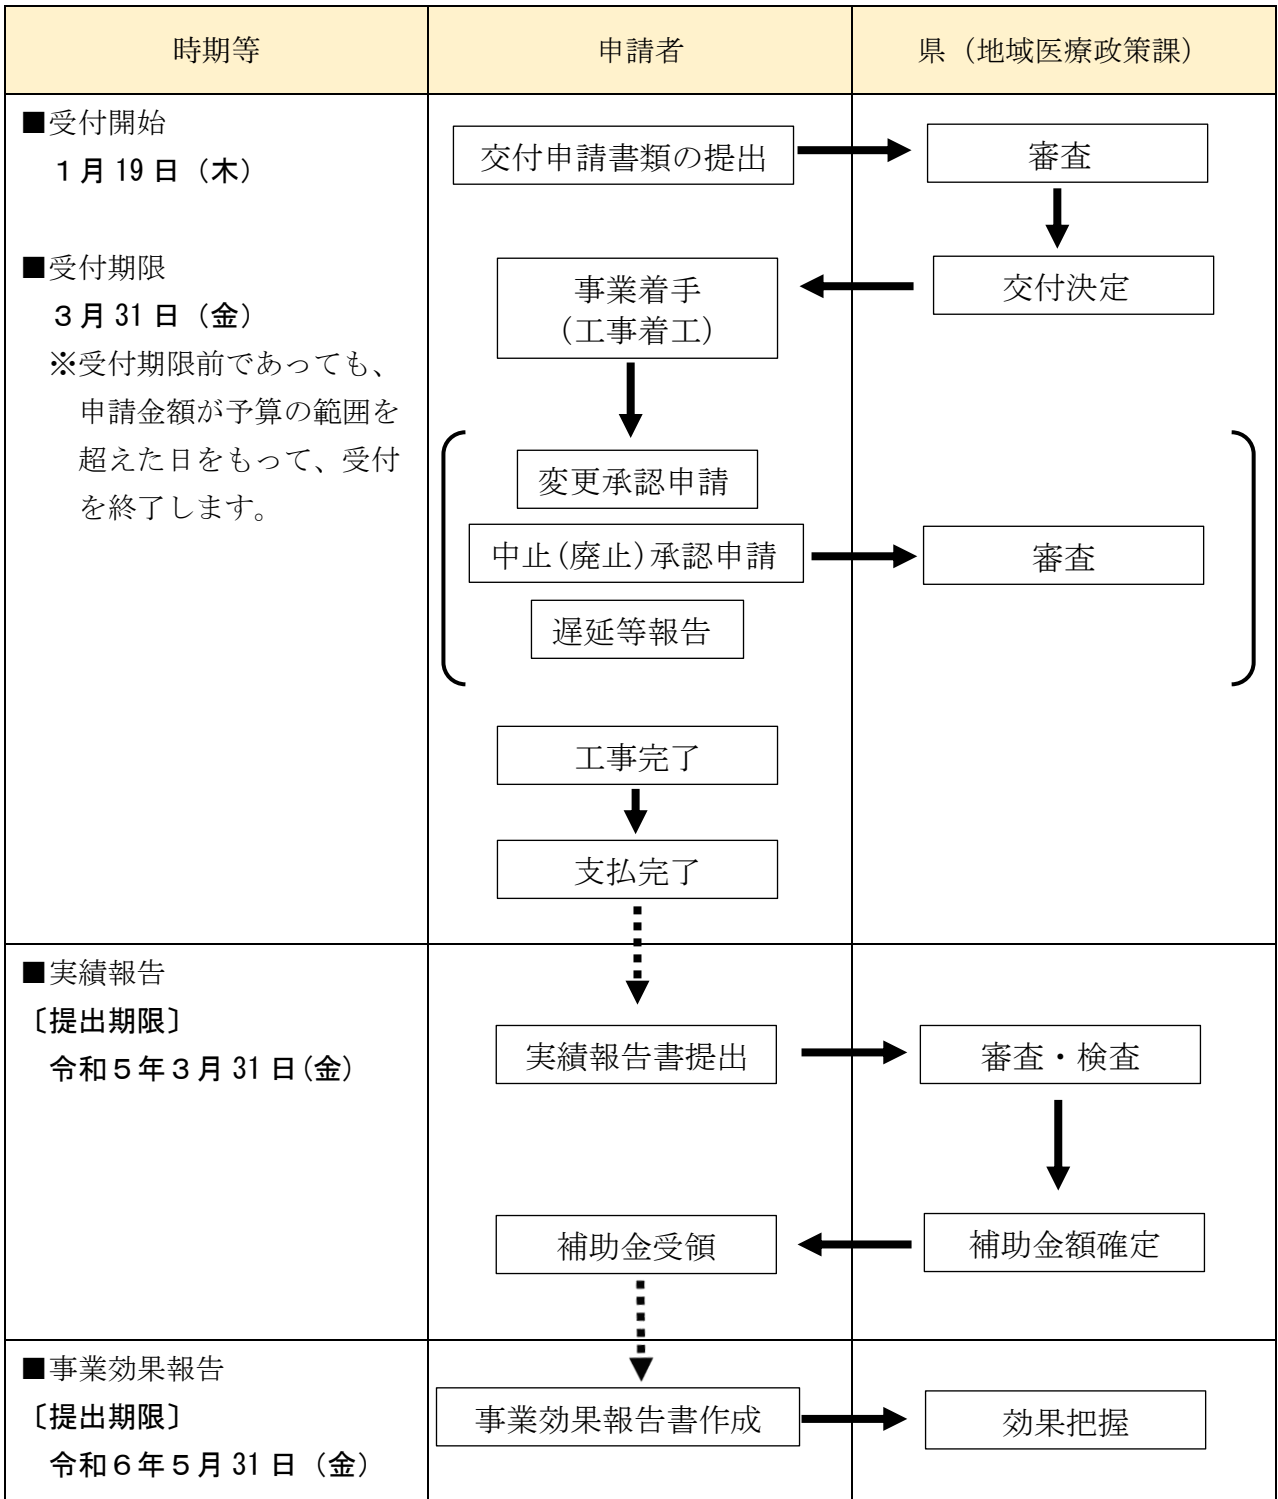 時期等
申請者
県（地域医療政策課）
■受付開始
１月 19 日（木）
■受付期限
３月 31 日（金）
※受付期限前であっても、
申請金額が予算の範囲を
超えた日をもって、受付
を終了します。
交付申請書類の提出
審査
交付決定
事業着手
(工事着工)
変更承認申請
中止(廃止)承認申請
遅延等報告
審査
工事完了
支払完了
■実績報告
〔提出期限〕
令和５年３月 31 日(金)
実績報告書提出
審査・検査
補助金額確定
補助金受領
■事業効果報告
〔提出期限〕
令和６年５月 31 日（金）
事業効果報告書作成
効果把握